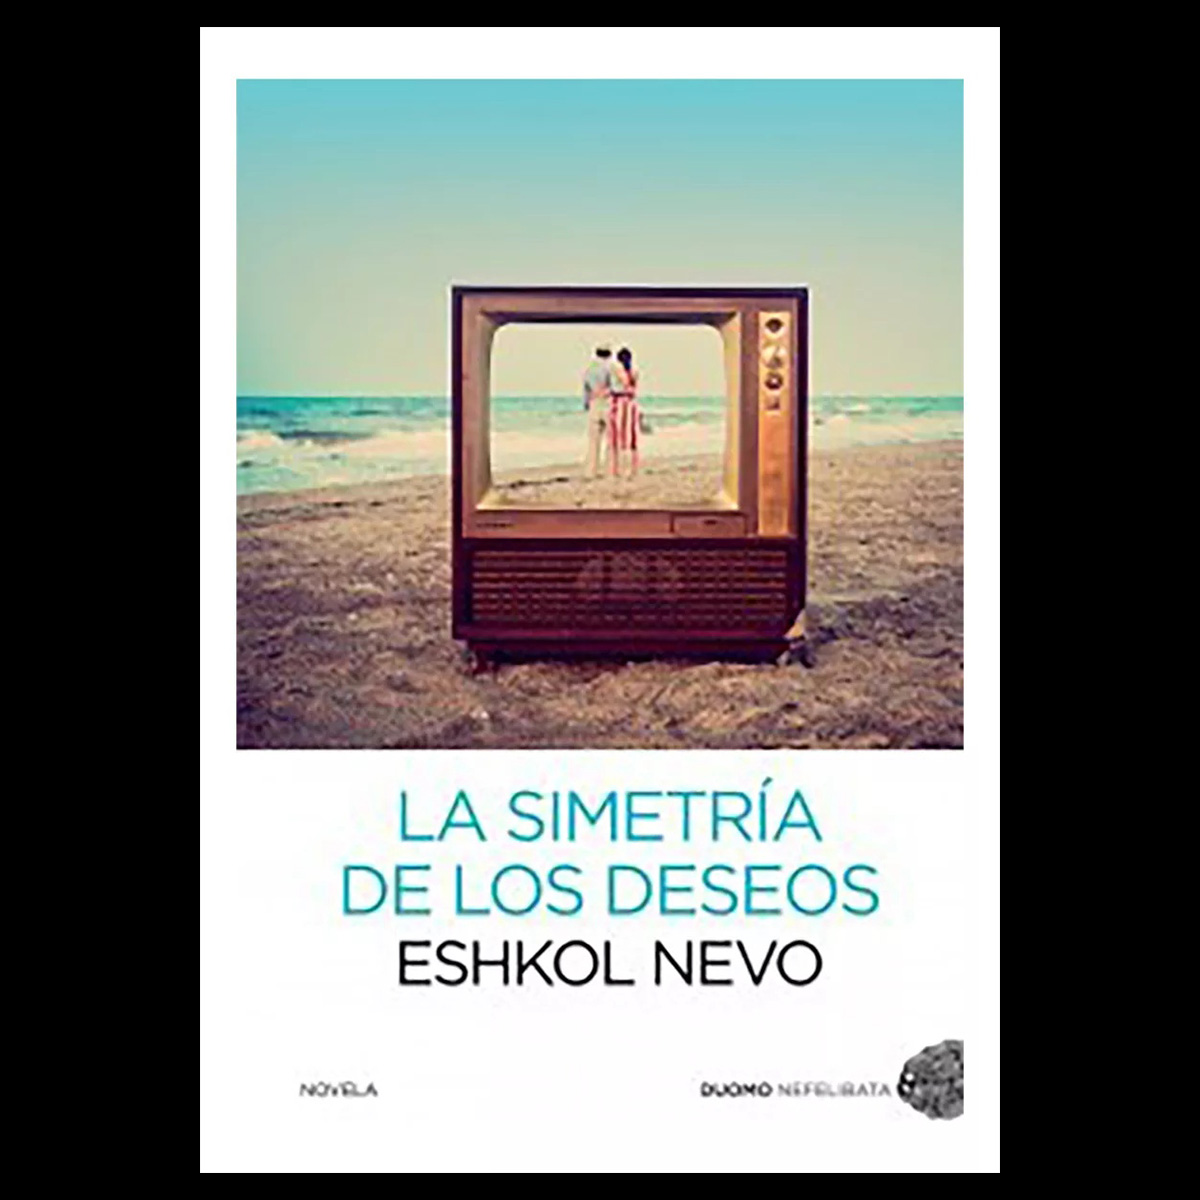 LA SIMETRÍA
DE LOS DESEOS
ESHKOL NEVO
NOVELA
DUOMO NEFELIBATA